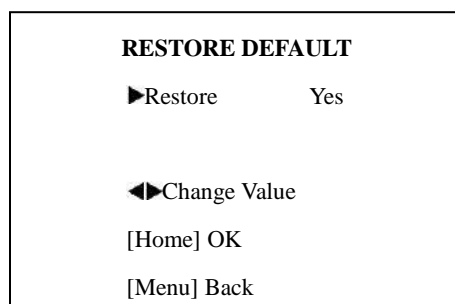 RESTORE DEFAULT
▶Restore Yes
◀▶Change Value
[Home] OK
[Menu] Back